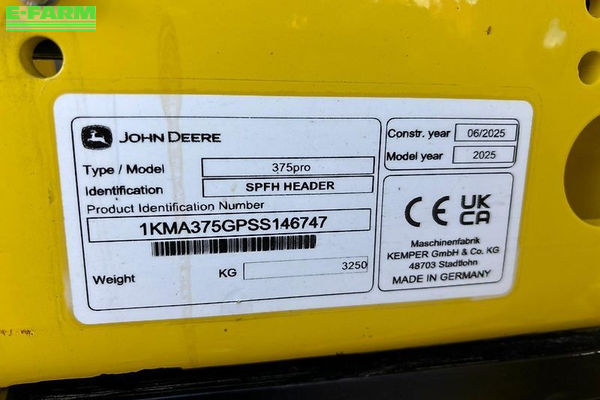 E-FARM
JOHN DEERE
Type / Model 375pro
Identification SPFH HEADER
Product Identification Number
1KMA375GPSS146747
Weight KG 3250
Constr. year 06/2025
Model year 2025
CE UK CA
Maschinenfabrik
KEMPER GmbH & Co. KG
48703 Stadtlohn
MADE IN GERMANY